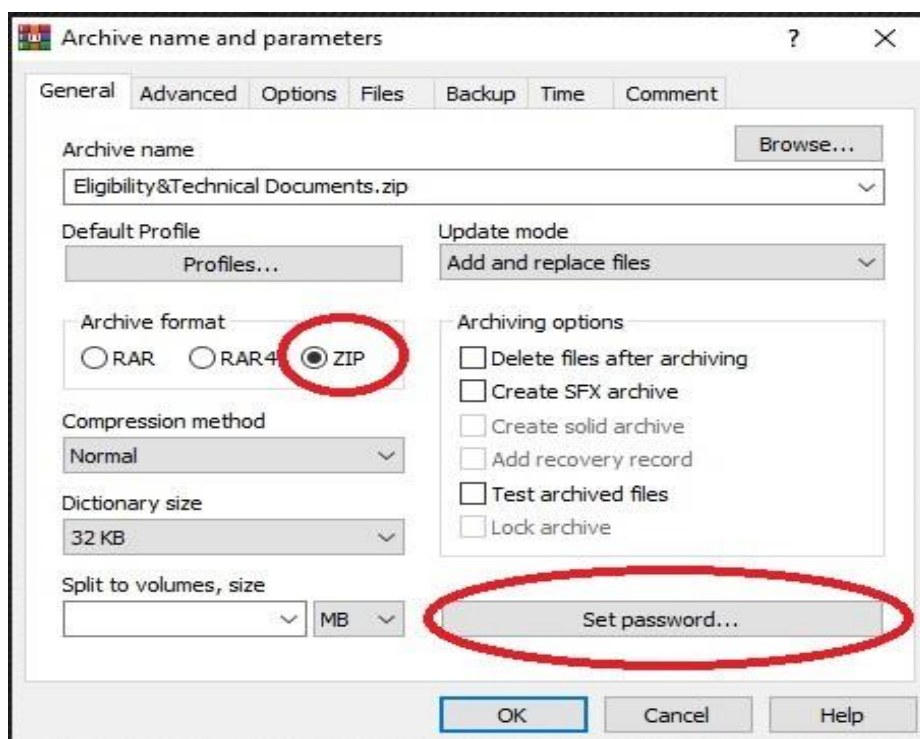 Archive name and parameters ?
General Advanced Options Files Backup Time Comment
Archive name
Browse...
Eligibility&Technical Documents.zip
Default Profile
Profiles...
Update mode
Add and replace files
Archive format
RAR RAR4 ZIP
Compression method
Normal
Dictionary size
32 KB
Split to volumes, size
MB
Archiving options
Delete files after archiving
Create SFX archive
Create solid archive
Add recovery record
Test archived files
Lock archive
Set password...
OK Cancel Help